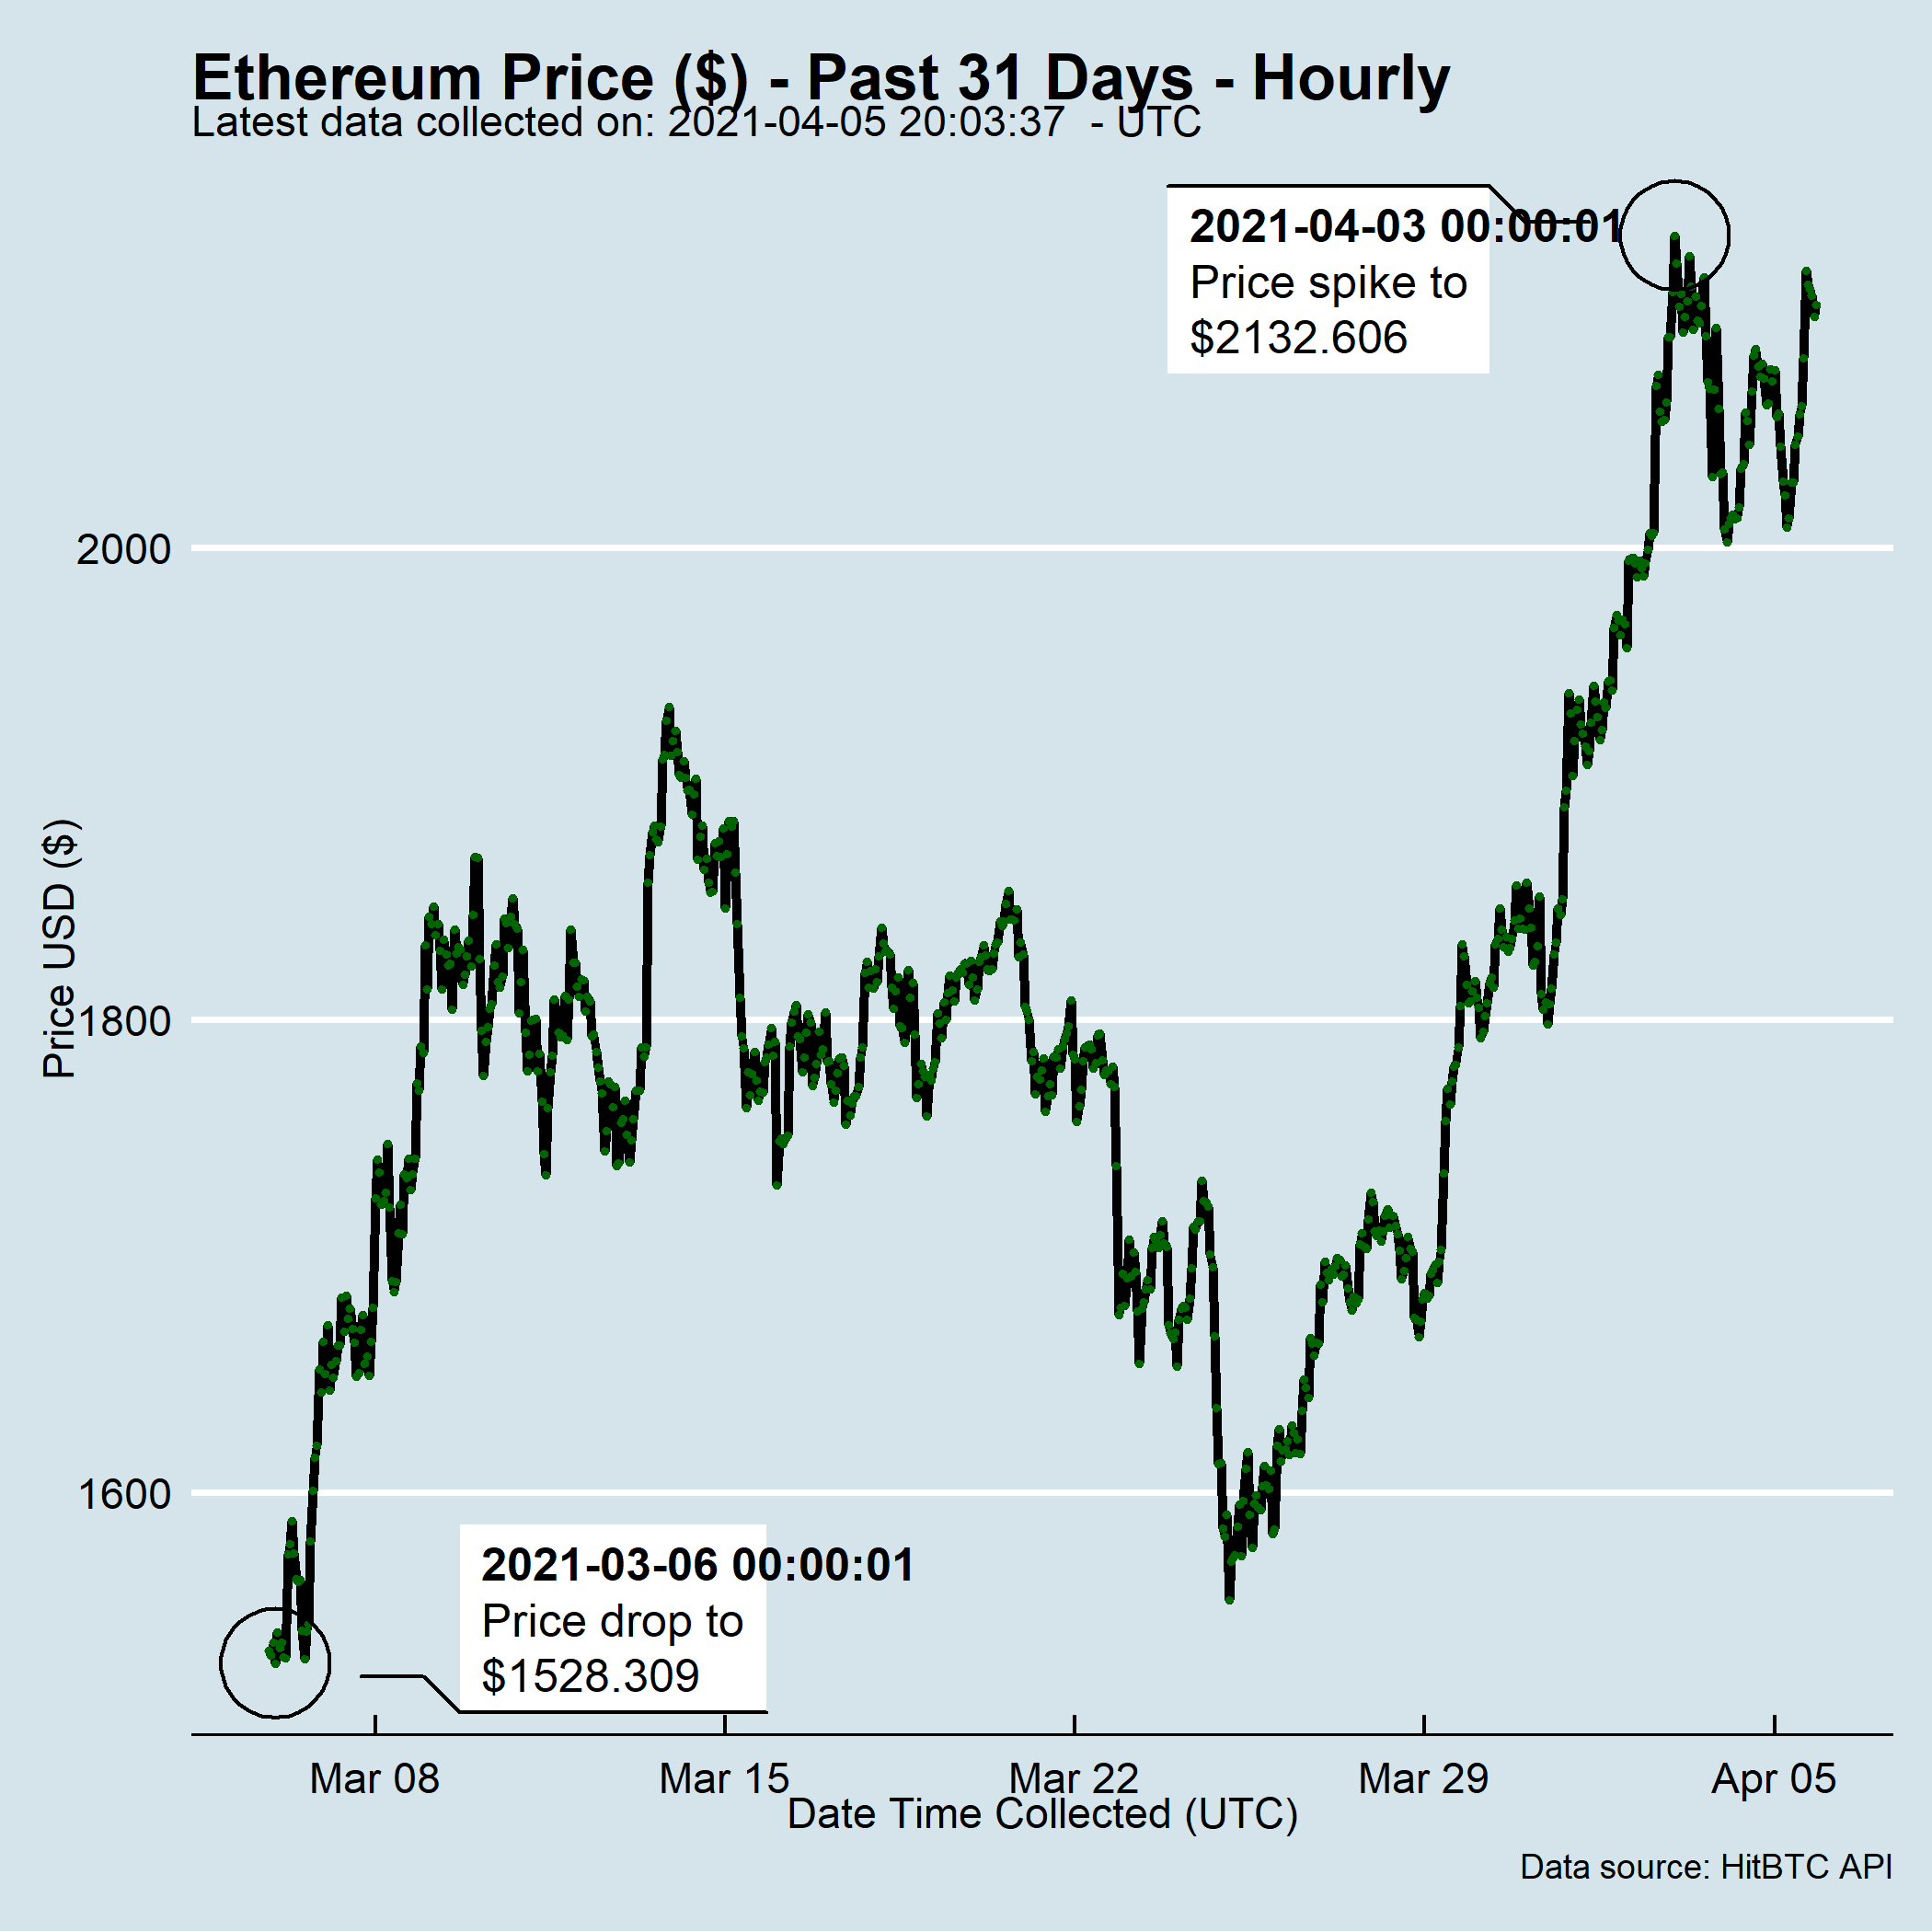 Ethereum Price ($) - Past 31 Days - Hourly
Latest data collected on: 2021-04-05 20:03:37  - UTC
2021-04-03 00:00:01
Price spike to
$2132.606
2000
Price USD ($)
1800
1600
2021-03-06 00:00:01
Price drop to
$1528.309
Mar 08 Mar 15 Mar 22 Mar 29 Apr 05
Date Time Collected (UTC)
Data source: HitBTC API